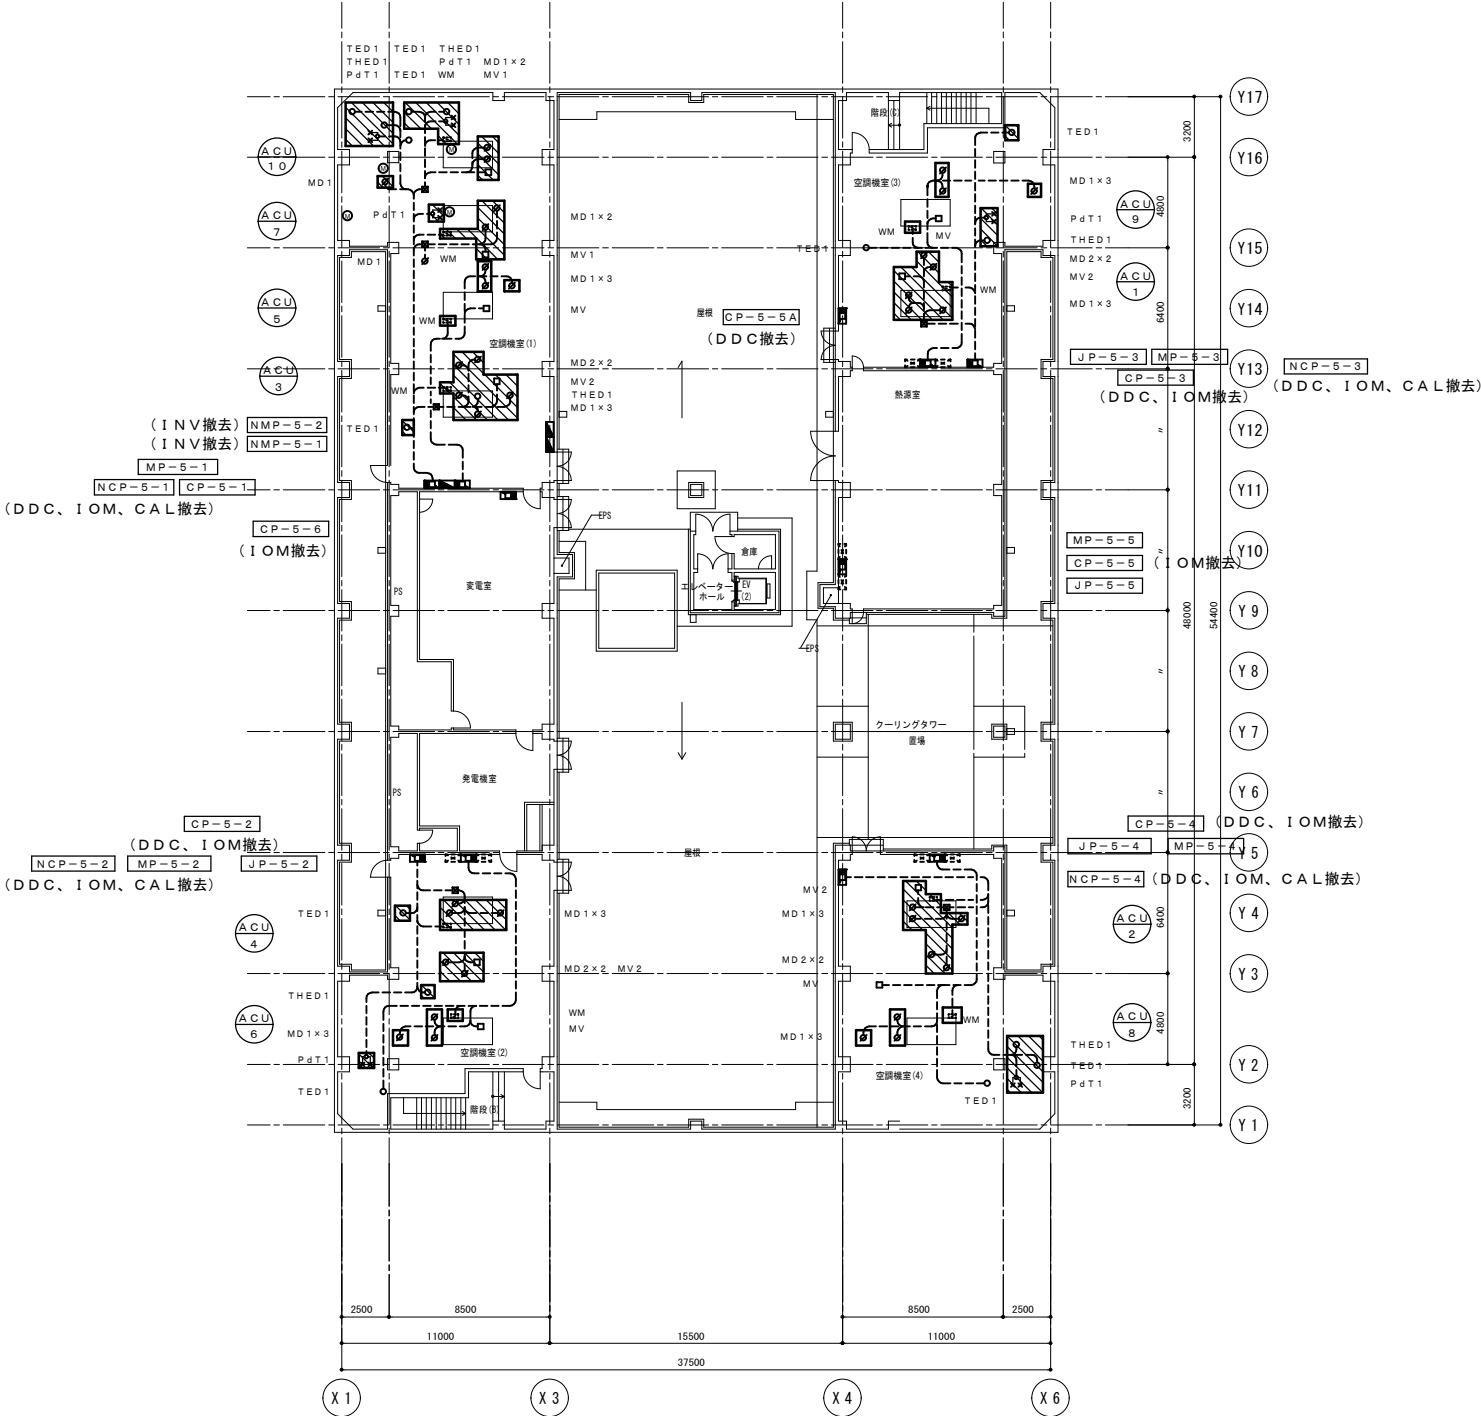 TED1 TED1 THED1
THED1 PdT1 MD1×2
PdT1 TED1 WM MV1
Y17
階段(C)
TED1
3200
ACU
10
Y16
MD1
M
M
空調機室(3)
MD1×3
ACU
9
4800
ACU
7
M
PdT1
M
MD1×2
PdT1
WM
MV
THED1
TED1
Y15
MD1
WM
MV1
MD2×2
MV2
ACU
1
MD1×3
WM
MD1×3
6400
ACU
5
WM
MV
屋根
CP-5-5A
(DDC撤去)
Y14
空調機室(1)
JP-5-3 MP-5-3
NCP-5-3
(DDC、IOM、CAL撤去)
CP-5-3
(DDC、IOM撤去)
Y13
ACU
3
MD2×2
MV2
THED1
MD1×3
WM
熱源室
(INV撤去) NMP-5-2
(INV撤去) NMP-5-1
TED1
〃
Y12
MP-5-1
NCP-5-1 CP-5-1
(DDC、IOM、CAL撤去)
Y11
CP-5-6
(IOM撤去)
EPS
MP-5-5
CP-5-5 (IOM撤去)
JP-5-5
〃
Y10
倉庫
PS
変電室
エレベーター
ホール
EV
(2)
Y9
48000
54400
EPS
〃
Y8
クーリングタワー
置場
Y7
発電機室
PS
〃
Y6
CP-5-2
(DDC、IOM撤去)
CP-5-4 (DDC、IOM撤去)
NCP-5-2 MP-5-2 JP-5-2
(DDC、IOM、CAL撤去)
屋根
JP-5-4 MP-5-4
Y5
NCP-5-4 (DDC、IOM、CAL撤去)
MV2
TED1
MD1×3
MD1×3
ACU
4
ACU
2
6400
Y4
MD2×2 MV2
MD2×2
MV
Y3
THED1
WM
MV
WM
ACU
6
MD1×3
MD1×3
ACU
8
4800
THED1
PdT1
空調機室(2)
空調機室(4)
TED1
PdT1
Y2
TED1
階段(B)
TED1
3200
Y1
2500 8500 8500 2500
11000 15500 11000
37500
X1 X3 X4 X6